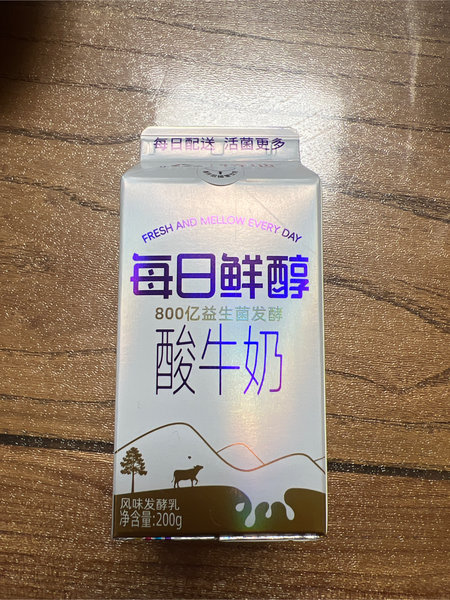 每日配送 活菌更多
FRESH AND MELLOW EVERY DAY
每日鲜醇
800亿益生菌发酵
酸牛奶
风味发酵乳
净含量:200g